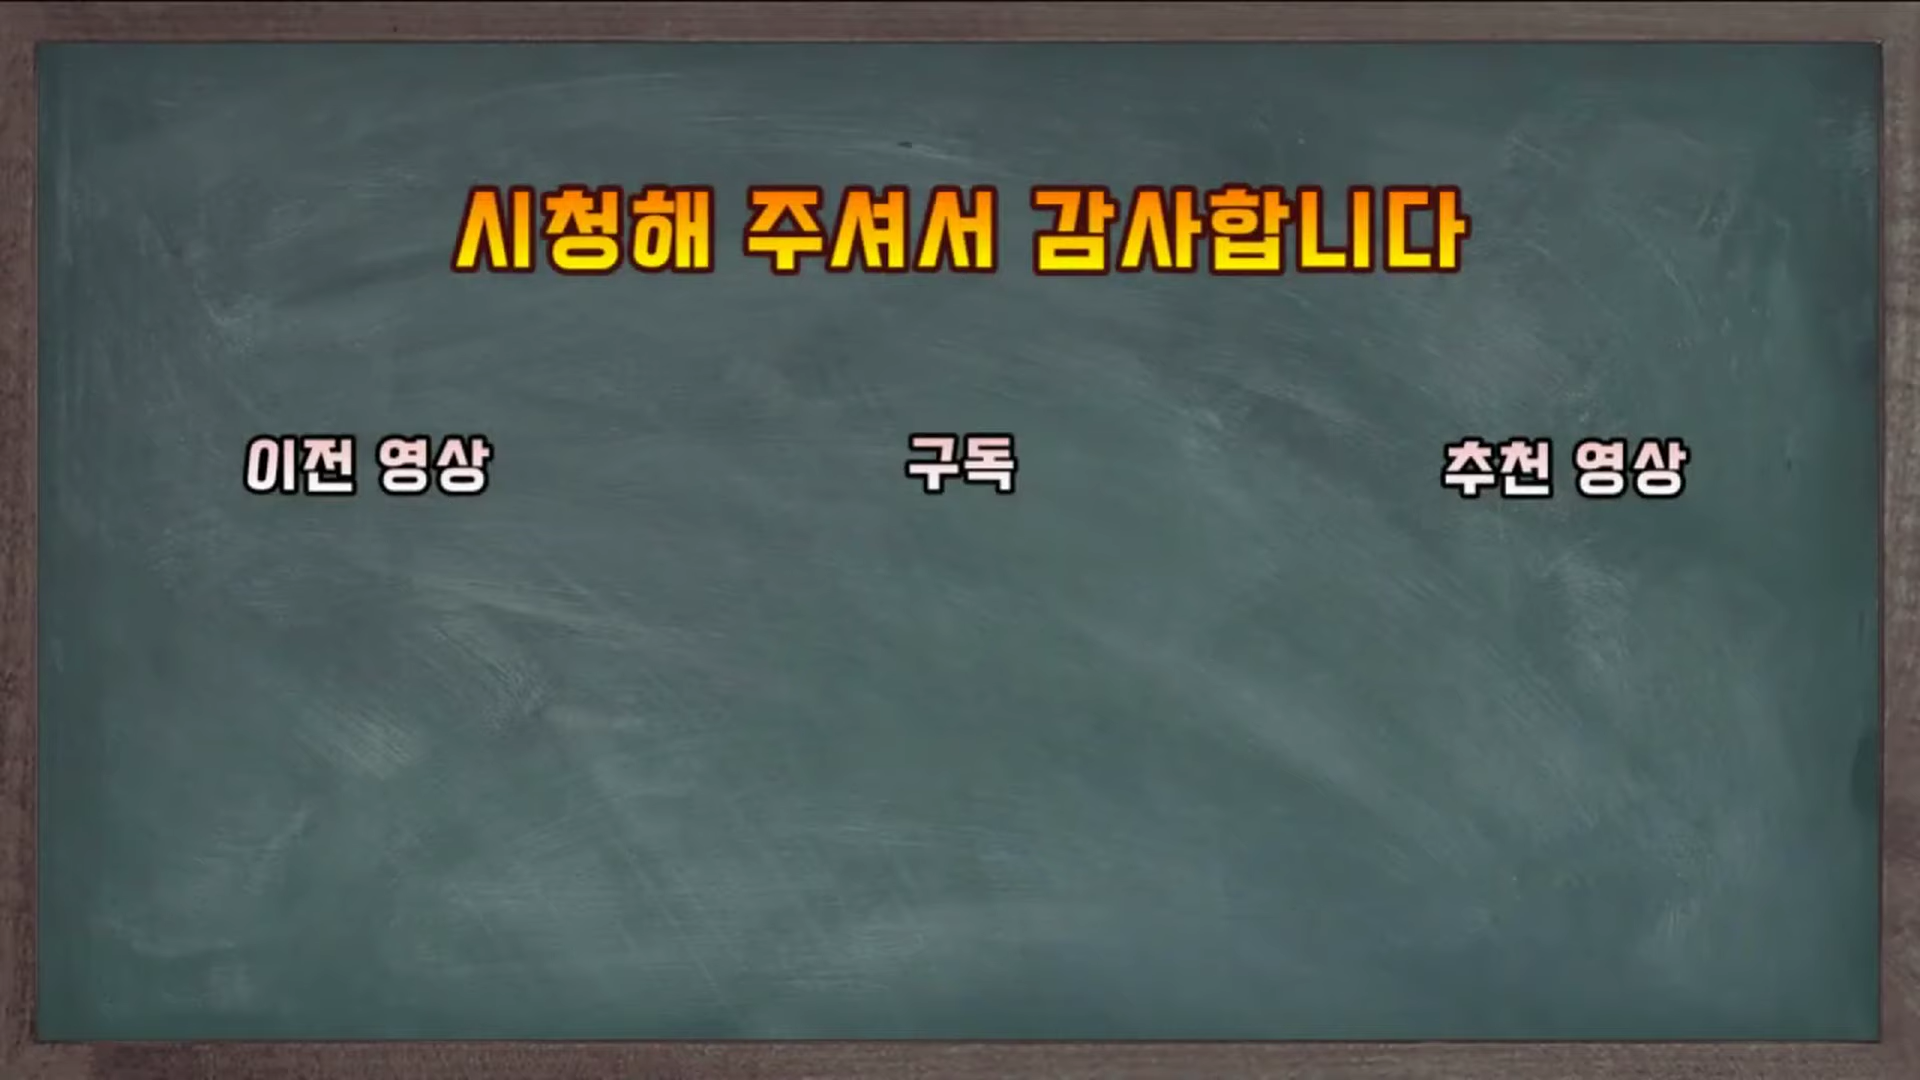 시청해 주셔서 감사합니다
이전 영상
구독
추천 영상